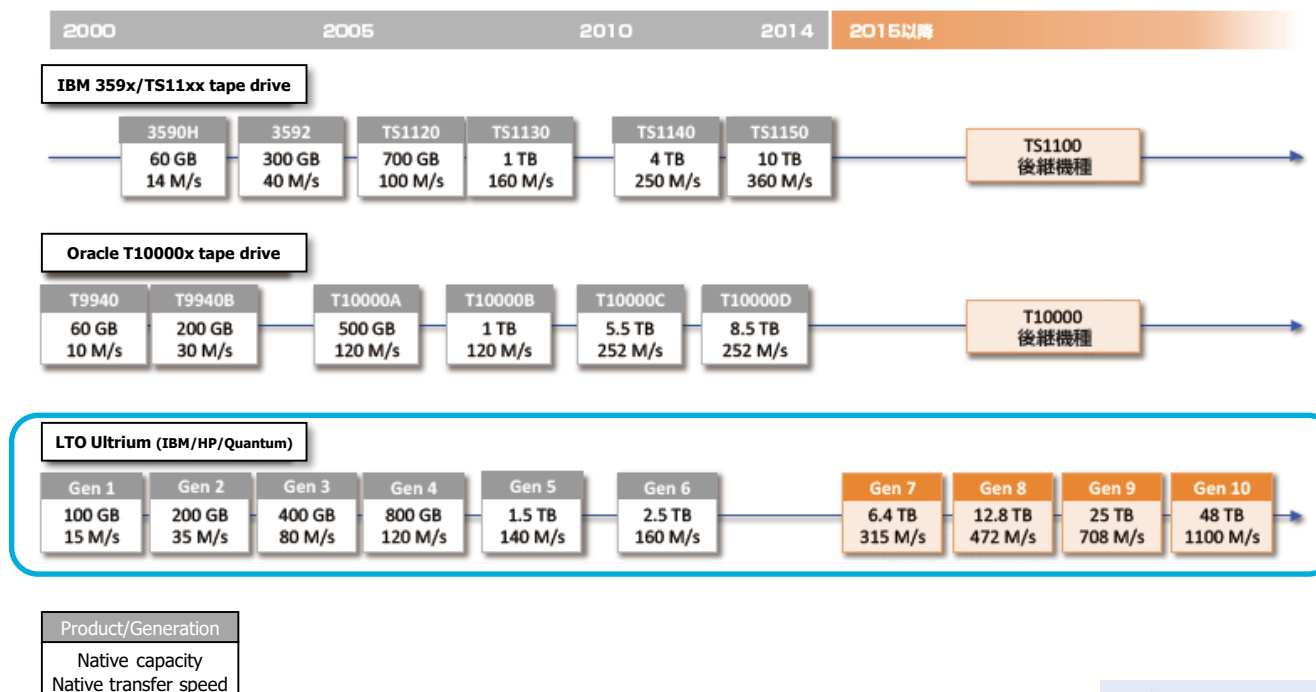 2000 2005 2010 2014 2015以降
IBM 359x/TS11xx tape drive
3590H
60 GB
14 M/s
3592
300 GB
40 M/s
TS1120
700 GB
100 M/s
TS1130
1 TB
160 M/s
TS1140
4 TB
250 M/s
TS1150
10 TB
360 M/s
TS1100
後継機種
Oracle T10000x tape drive
T9940
60 GB
10 M/s
T9940B
200 GB
30 M/s
T10000A
500 GB
120 M/s
T10000B
1 TB
120 M/s
T10000C
5.5 TB
252 M/s
T10000D
8.5 TB
252 M/s
T10000
後継機種
LTO Ultrium (IBM/HP/Quantum)
Gen 1
100 GB
15 M/s
Gen 2
200 GB
35 M/s
Gen 3
400 GB
80 M/s
Gen 4
800 GB
120 M/s
Gen 5
1.5 TB
140 M/s
Gen 6
2.5 TB
160 M/s
Gen 7
6.4 TB
315 M/s
Gen 8
12.8 TB
472 M/s
Gen 9
25 TB
708 M/s
Gen 10
48 TB
1100 M/s
Product/Generation
Native capacity
Native transfer speed